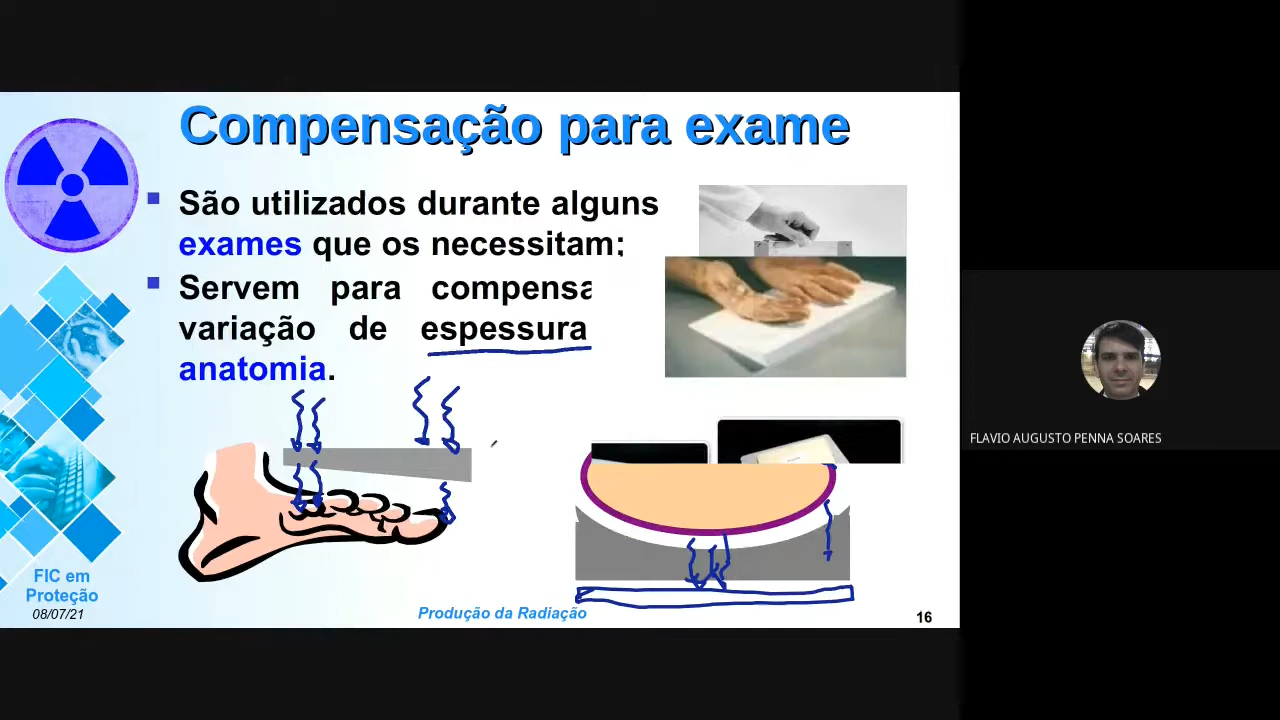 Compensação para exame
São utilizados durante alguns
exames que os necessitam;
Servem para compensa
variação de espessura
anatomia.
FIC em
Proteção
08/07/21
Produção da Radiação
16
FLAVIO AUGUSTO PENNA SOARES